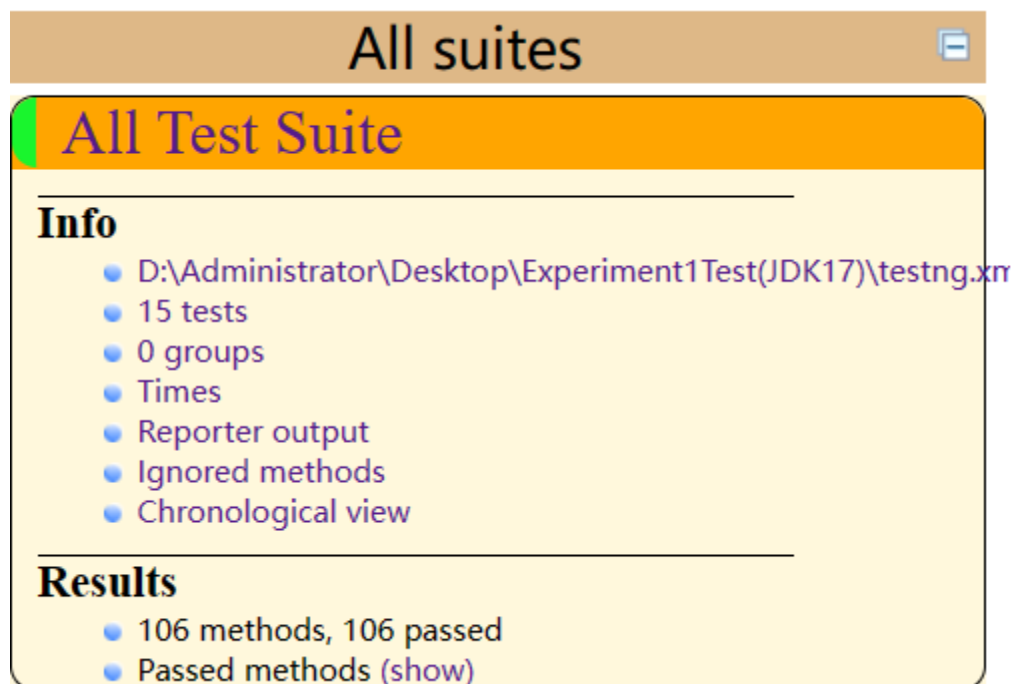 All suites
All Test Suite
Info
D:\Administrator\Desktop\Experiment1Test(JDK17)\testng.xm
15 tests
0 groups
Times
Reporter output
Ignored methods
Chronological view
Results
106 methods, 106 passed
Passed methods (show)